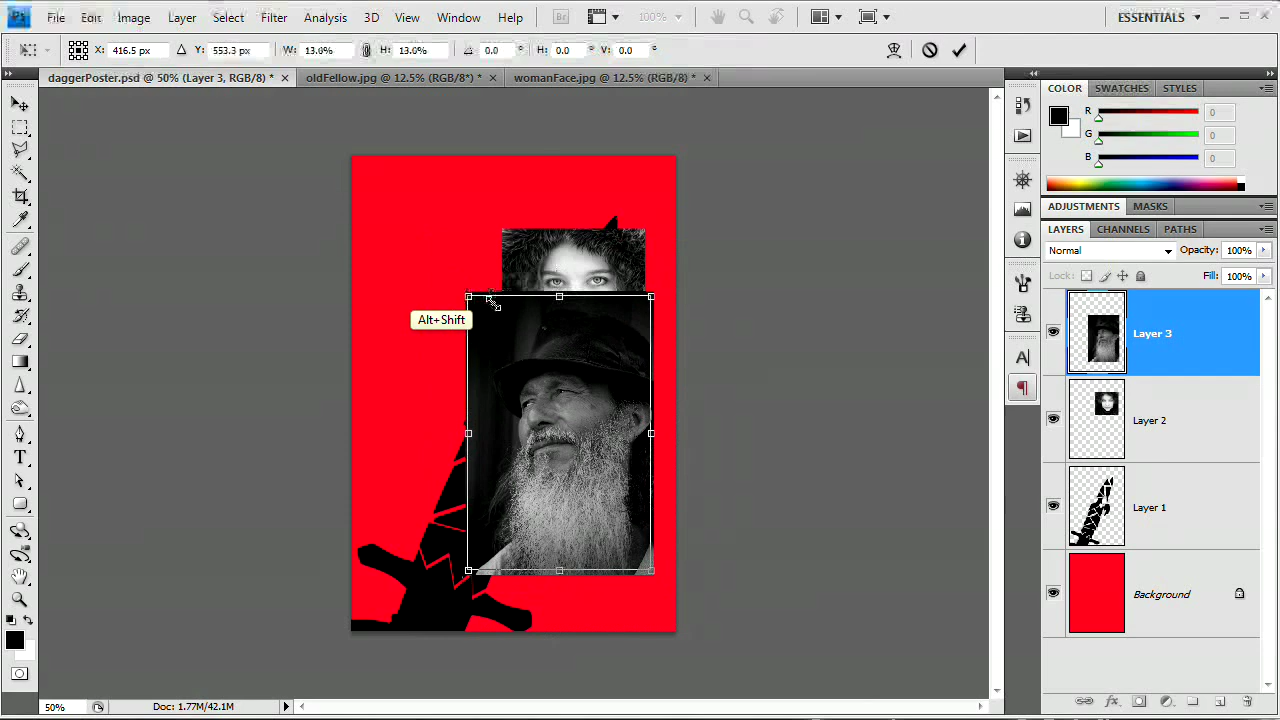 Ps File Edit Image Layer Select Filter Analysis 3D View Window Help Br 100% ESSENTIALS
X: 416.5 px Y: 553.3 px W: 13.0% H: 13.0% 0.0 ° H: 0.0 ° V: 0.0 °
daggerPoster.psd @ 50% (Layer 3, RGB/8) * oldFellow.jpg @ 12.5% (RGB/8*) * womanFace.jpg @ 12.5% (RGB/8) *
COLOR SWATCHES STYLES
R 0
G 0
B 0
ADJUSTMENTS MASKS
LAYERS CHANNELS PATHS
Normal Opacity: 100%
Lock: Fill: 100%
Alt+Shift
Layer 3
Layer 2
Layer 1
Background
50% Doc: 1.77M/42.1M